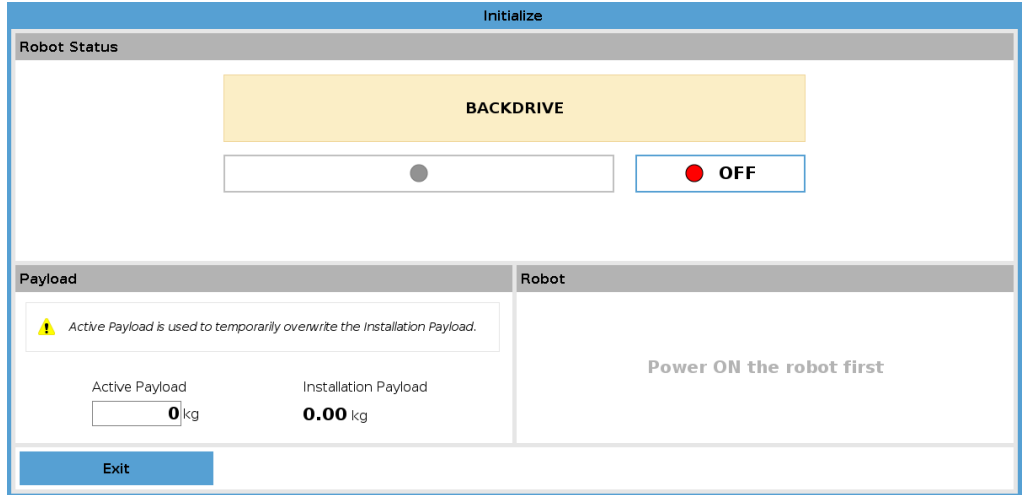 Initialize
Robot Status
BACKDRIVE
OFF
Payload
Active Payload is used to temporarily overwrite the Installation Payload.
Active Payload
Installation Payload
0 kg
0.00 kg
Robot
Power ON the robot first
Exit